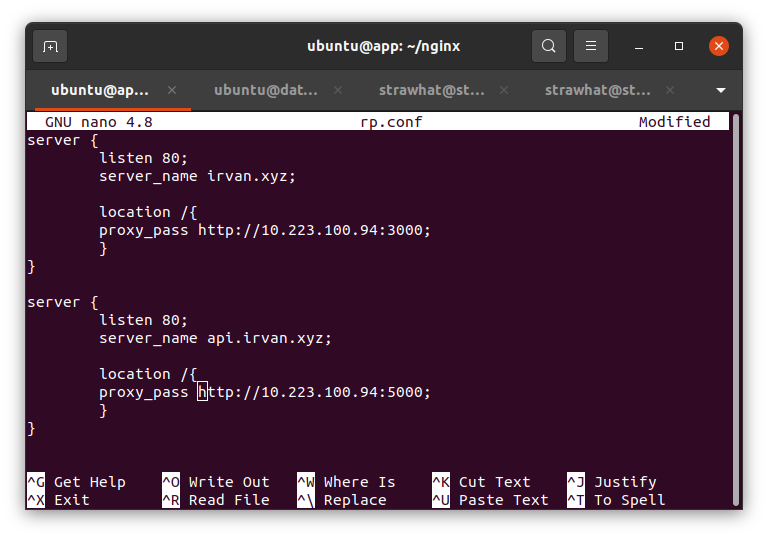 ubuntu@app: ~/nginx
ubuntu@ap... ubuntu@dat... strawhat@st... strawhat@st...
GNU nano 4.8 rp.conf Modified
server {
listen 80;
server_name irvan.xyz;
location /{
proxy_pass http://10.223.100.94:3000;
}
}
server {
listen 80;
server_name api.irvan.xyz;
location /{
proxy_pass http://10.223.100.94:5000;
}
}
^G Get Help ^O Write Out ^W Where Is ^K Cut Text ^J Justify
^X Exit ^R Read File ^\ Replace ^U Paste Text ^T To Spell